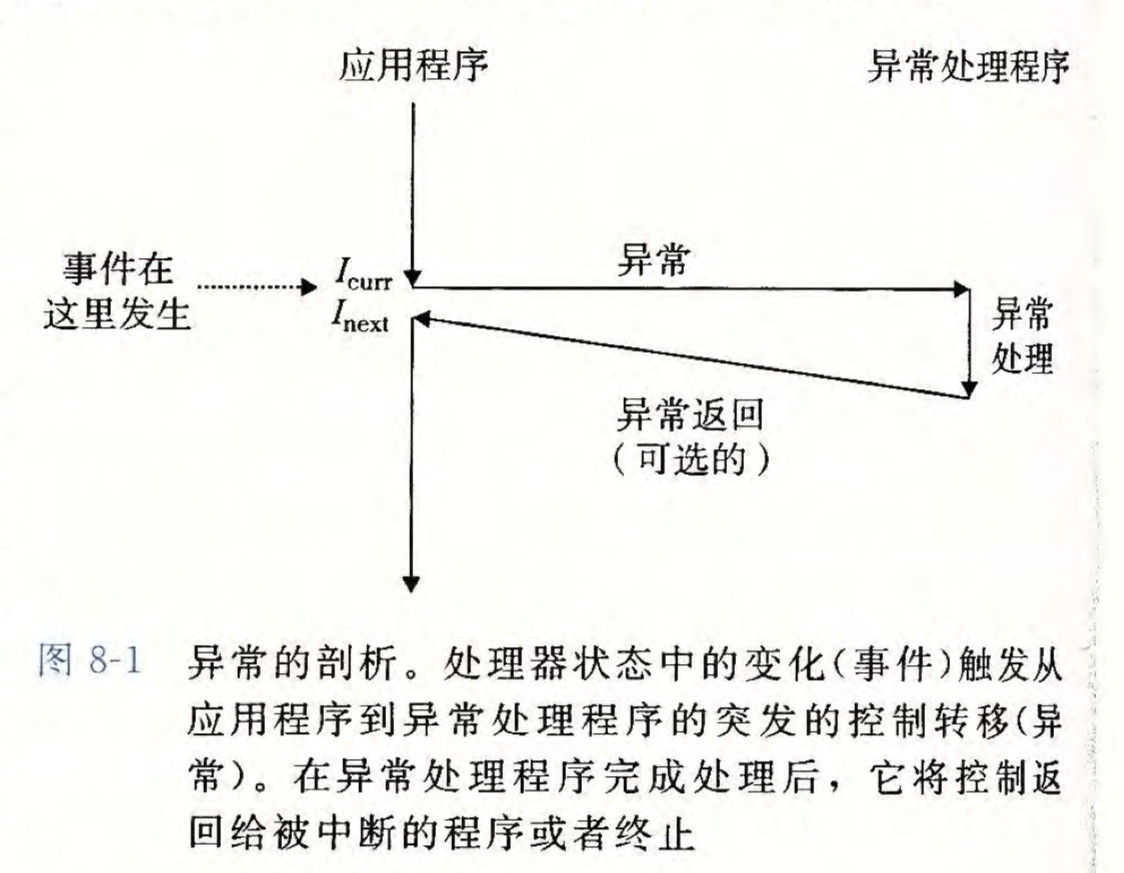 应用程序
异常处理程序
事件在
这里发生
Icurr
Inext
异常
异常
处理
异常返回
(可选的)
图 8-1 异常的剖析。处理器状态中的变化(事件)触发从
应用程序到异常处理程序的突发的控制转移(异
常)。在异常处理程序完成处理后，它将控制返
回给被中断的程序或者终止